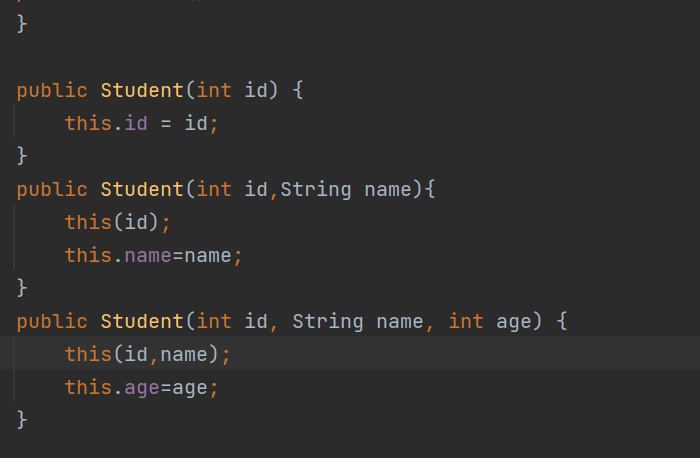 }
public Student(int id) {
this.id = id;
}
public Student(int id,String name){
this(id);
this.name=name;
}
public Student(int id, String name, int age) {
this(id,name);
this.age=age;
}